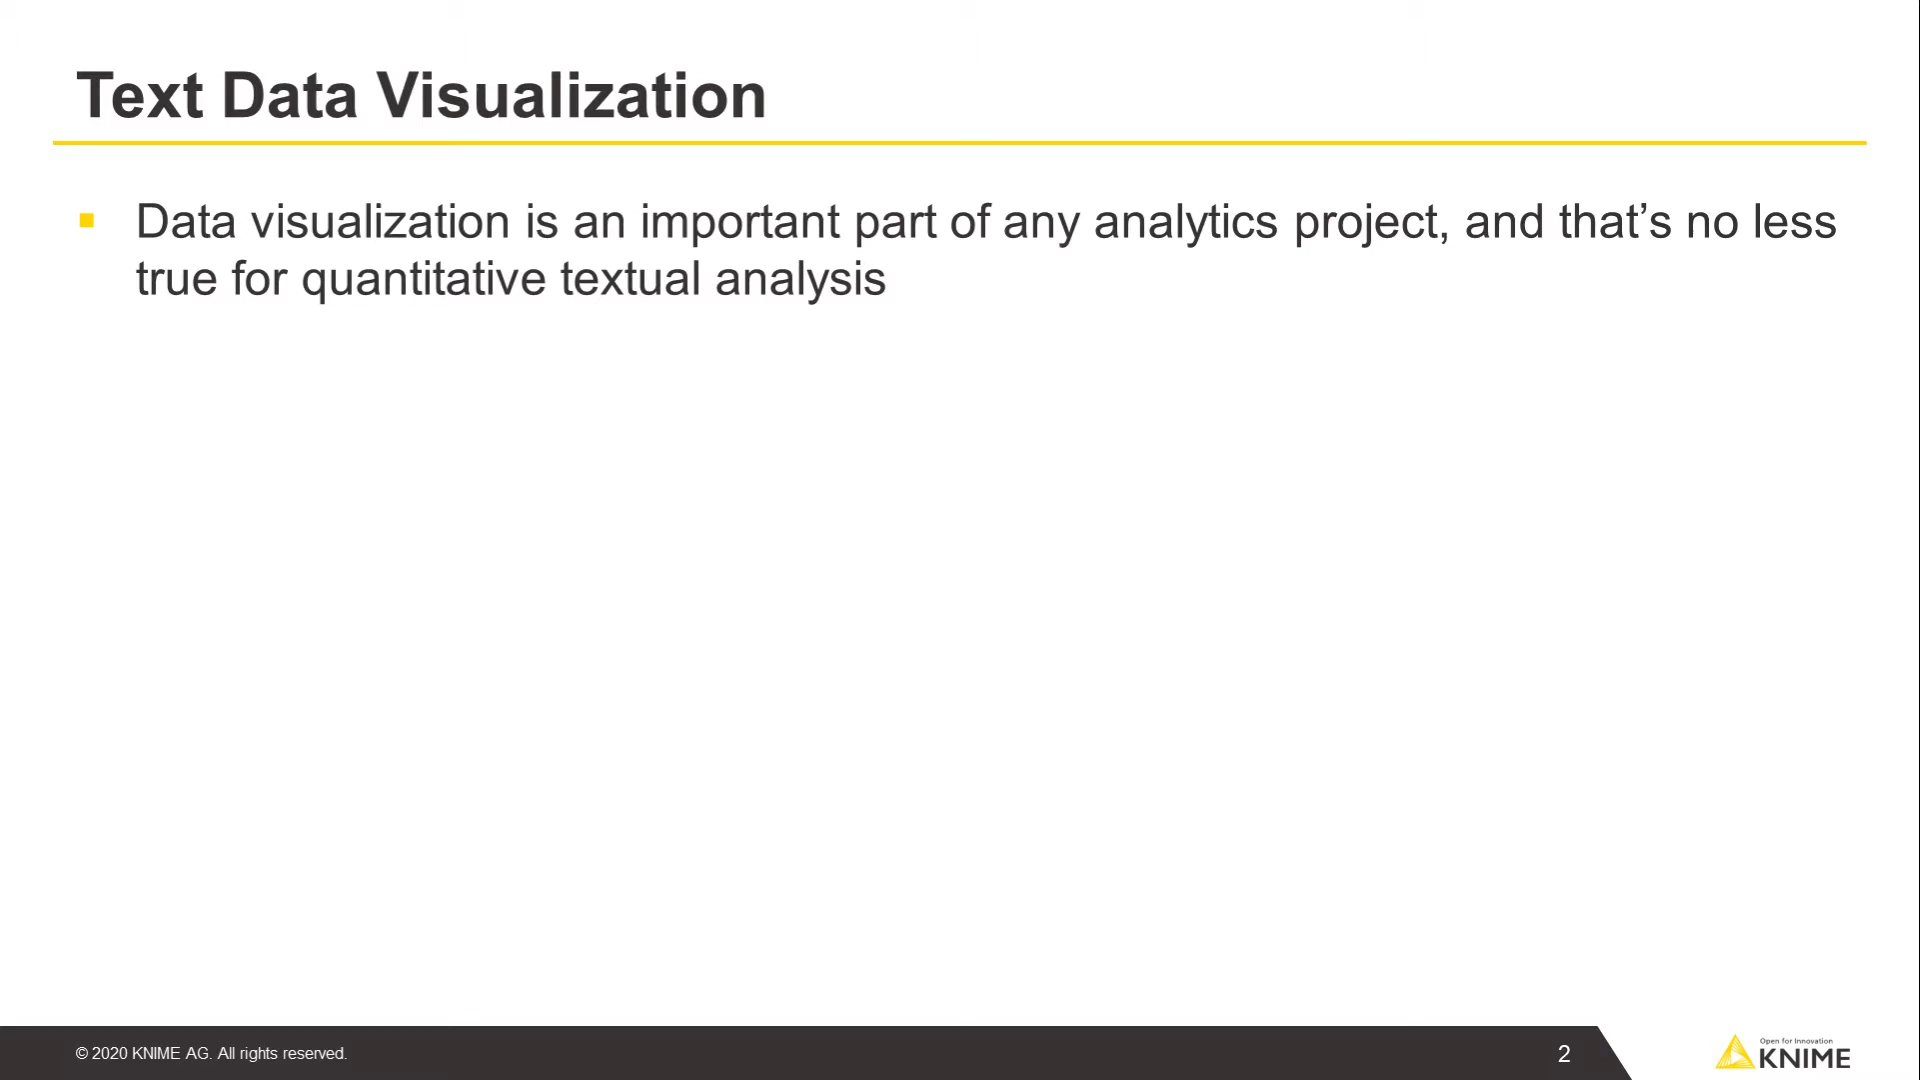 Text Data Visualization
Data visualization is an important part of any analytics project, and that’s no less
true for quantitative textual analysis
© 2020 KNIME AG. All rights reserved.
2
Open for Innovation
KNIME